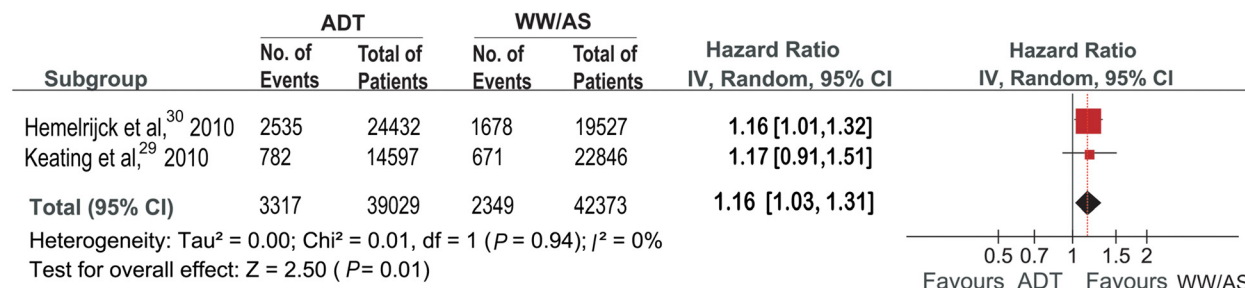 ADT WW/AS
No. of Total of No. of Total of Hazard Ratio Hazard Ratio
Subgroup Events Patients Events Patients IV, Random, 95% CI IV, Random, 95% CI
Hemelrijck et al,30 2010 2535 24432 1678 19527 1.16 [1.01,1.32]
Keating et al,29 2010 782 14597 671 22846 1.17 [0.91,1.51]
Total (95% CI) 3317 39029 2349 42373 1.16 [1.03, 1.31]
Heterogeneity: Tau² = 0.00; Chi² = 0.01, df = 1 (P = 0.94); I² = 0%
Test for overall effect: Z = 2.50 ( P= 0.01)
0.5 0.7 1 1.5 2
Favours ADT Favours WW/AS